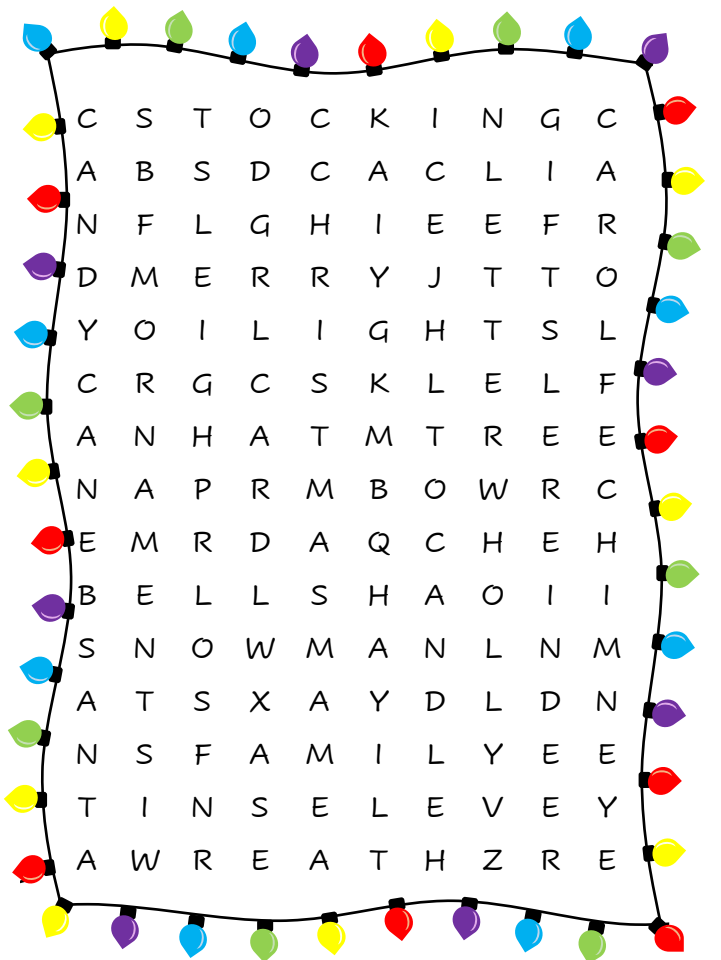 C S T O C K I N G C
A B S D C A C L I A
N F L G H I E E F R
D M E R R Y J T T O
Y O I L I G H T S L
C R G C S K L E L F
A N H A T M T R E E
N A P R M B O W R C
E M R D A Q C H E H
B E L L S H A O I I
S N O W M A N L N M
A T S X A Y D L D N
N S F A M I L Y E E
T I N S E L E V E Y
A W R E A T H Z R E